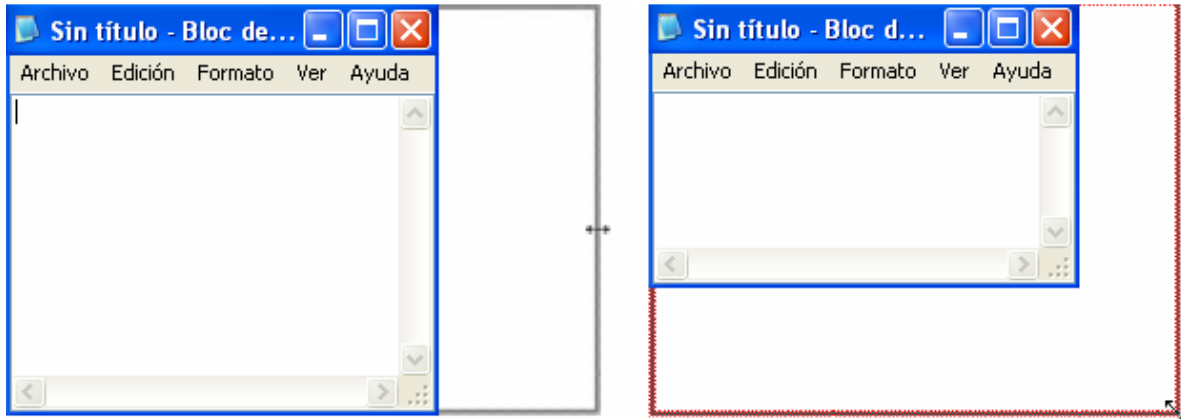 Sin título - Bloc de...
Archivo Edición Formato Ver Ayuda
Sin título - Bloc d...
Archivo Edición Formato Ver Ayuda